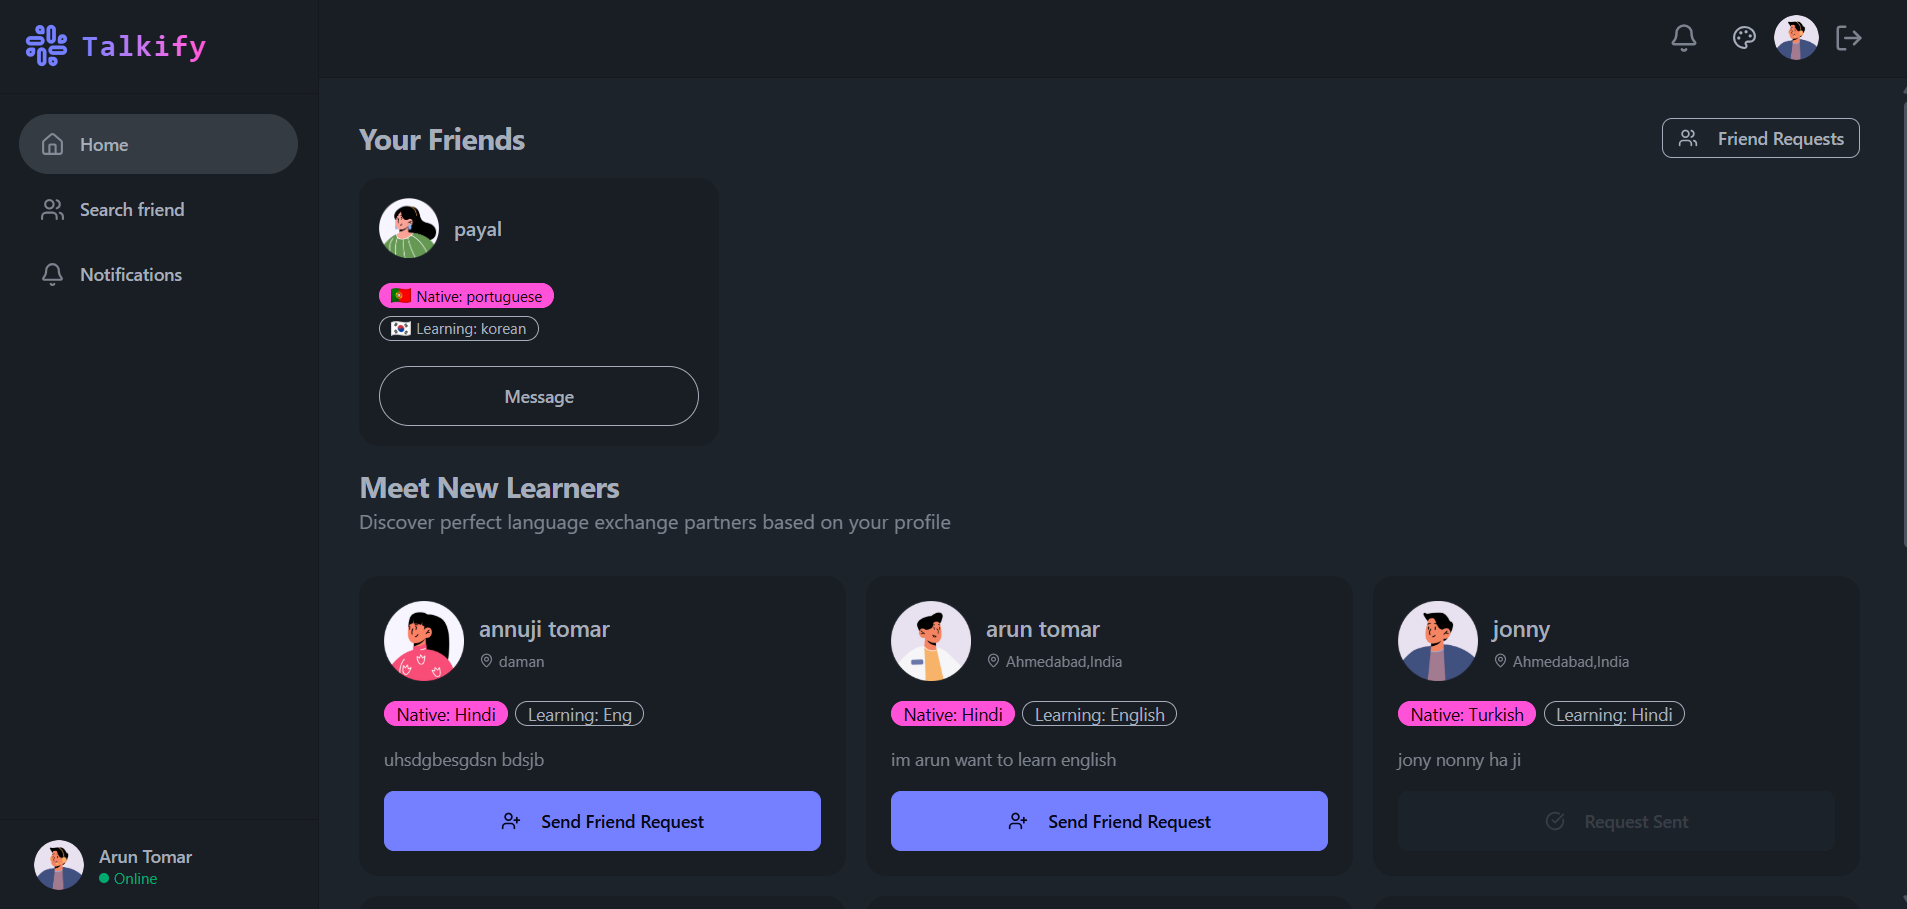 Talkify
Home
Search friend
Notifications
Arun Tomar
Online
Your Friends
Friend Requests
payal
Native: portuguese
Learning: korean
Message
Meet New Learners
Discover perfect language exchange partners based on your profile
annuji tomar
daman
Native: Hindi Learning: Eng
uhsdgbesgdsn bdsjb
Send Friend Request
arun tomar
Ahmedabad,India
Native: Hindi Learning: English
im arun want to learn english
Send Friend Request
jonny
Ahmedabad,India
Native: Turkish Learning: Hindi
jony nonny ha ji
Request Sent